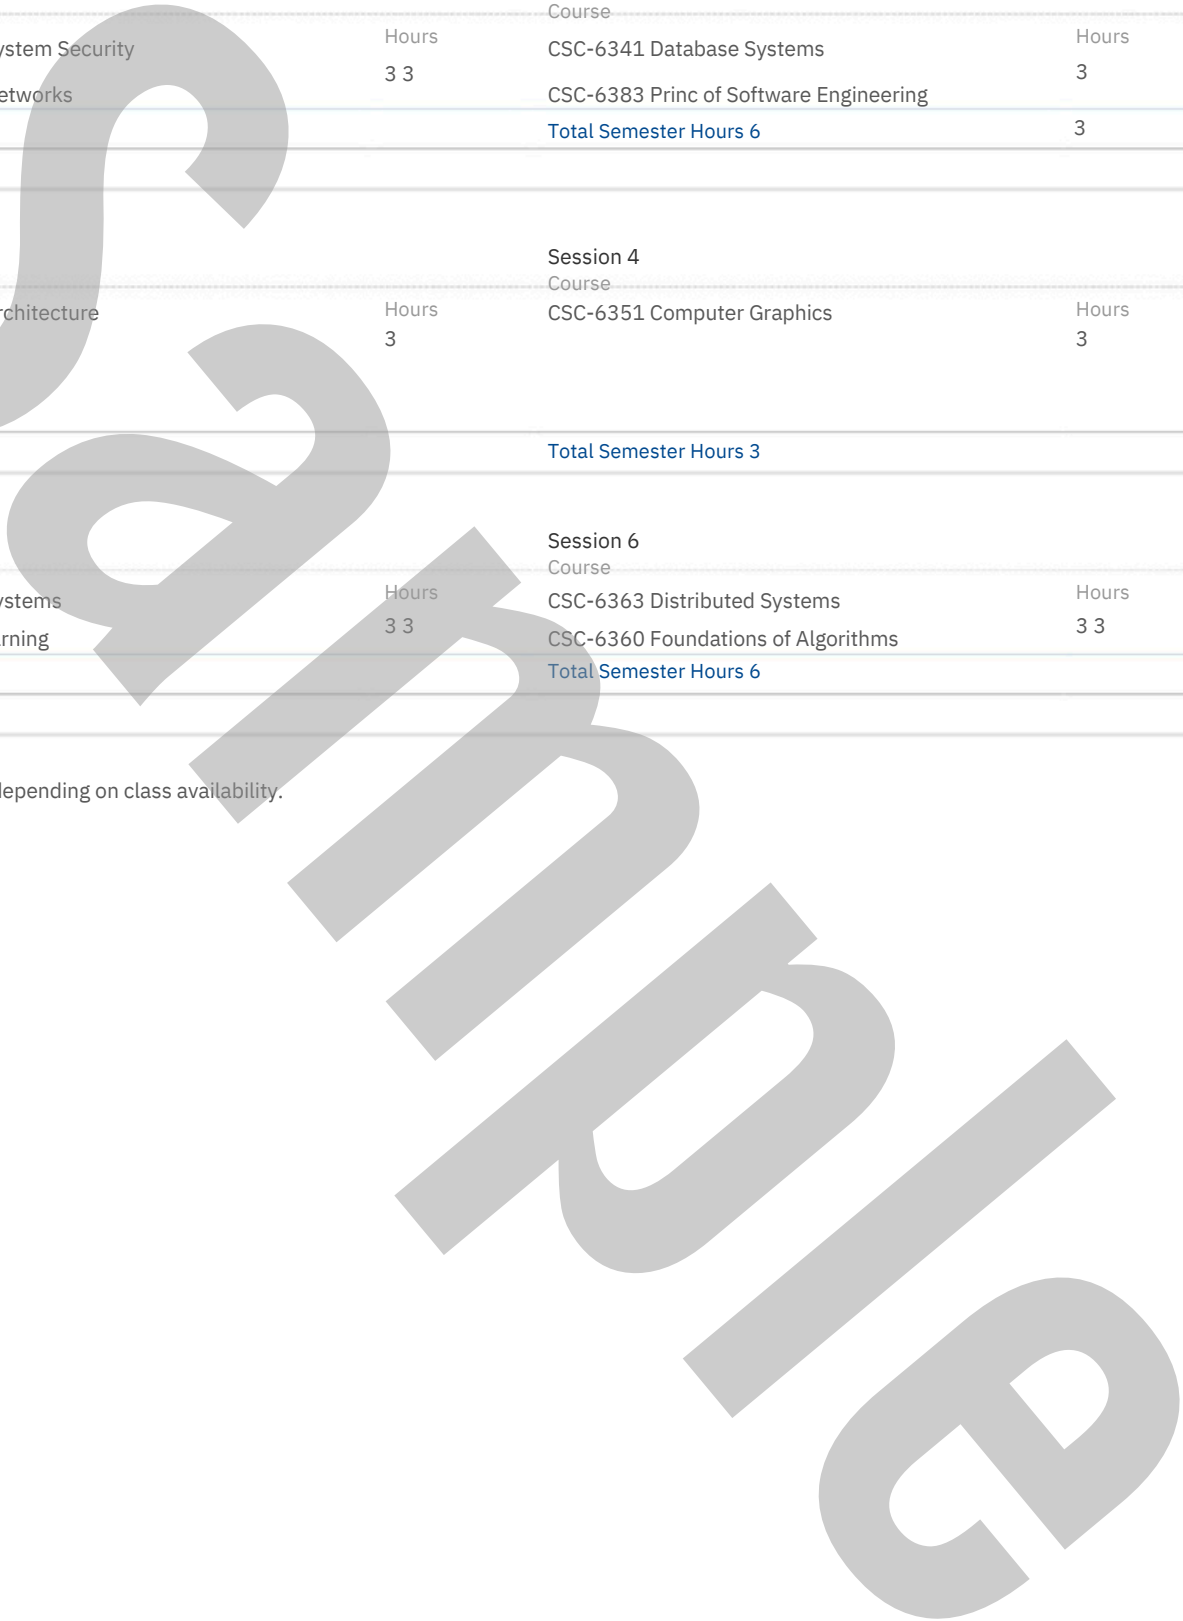 Course
Hours
Hours
ystem Security
CSC-6341 Database Systems
3 3
3
etworks
CSC-6383 Princ of Software Engineering
Total Semester Hours 6
3
Session 4
Course
rchitecture
Hours
CSC-6351 Computer Graphics
Hours
3
3
Total Semester Hours 3
Session 6
Course
Hours
Hours
ystems
CSC-6363 Distributed Systems
3 3
3 3
rning
CSC-6360 Foundations of Algorithms
Total Semester Hours 6
depending on class availability.
Sample